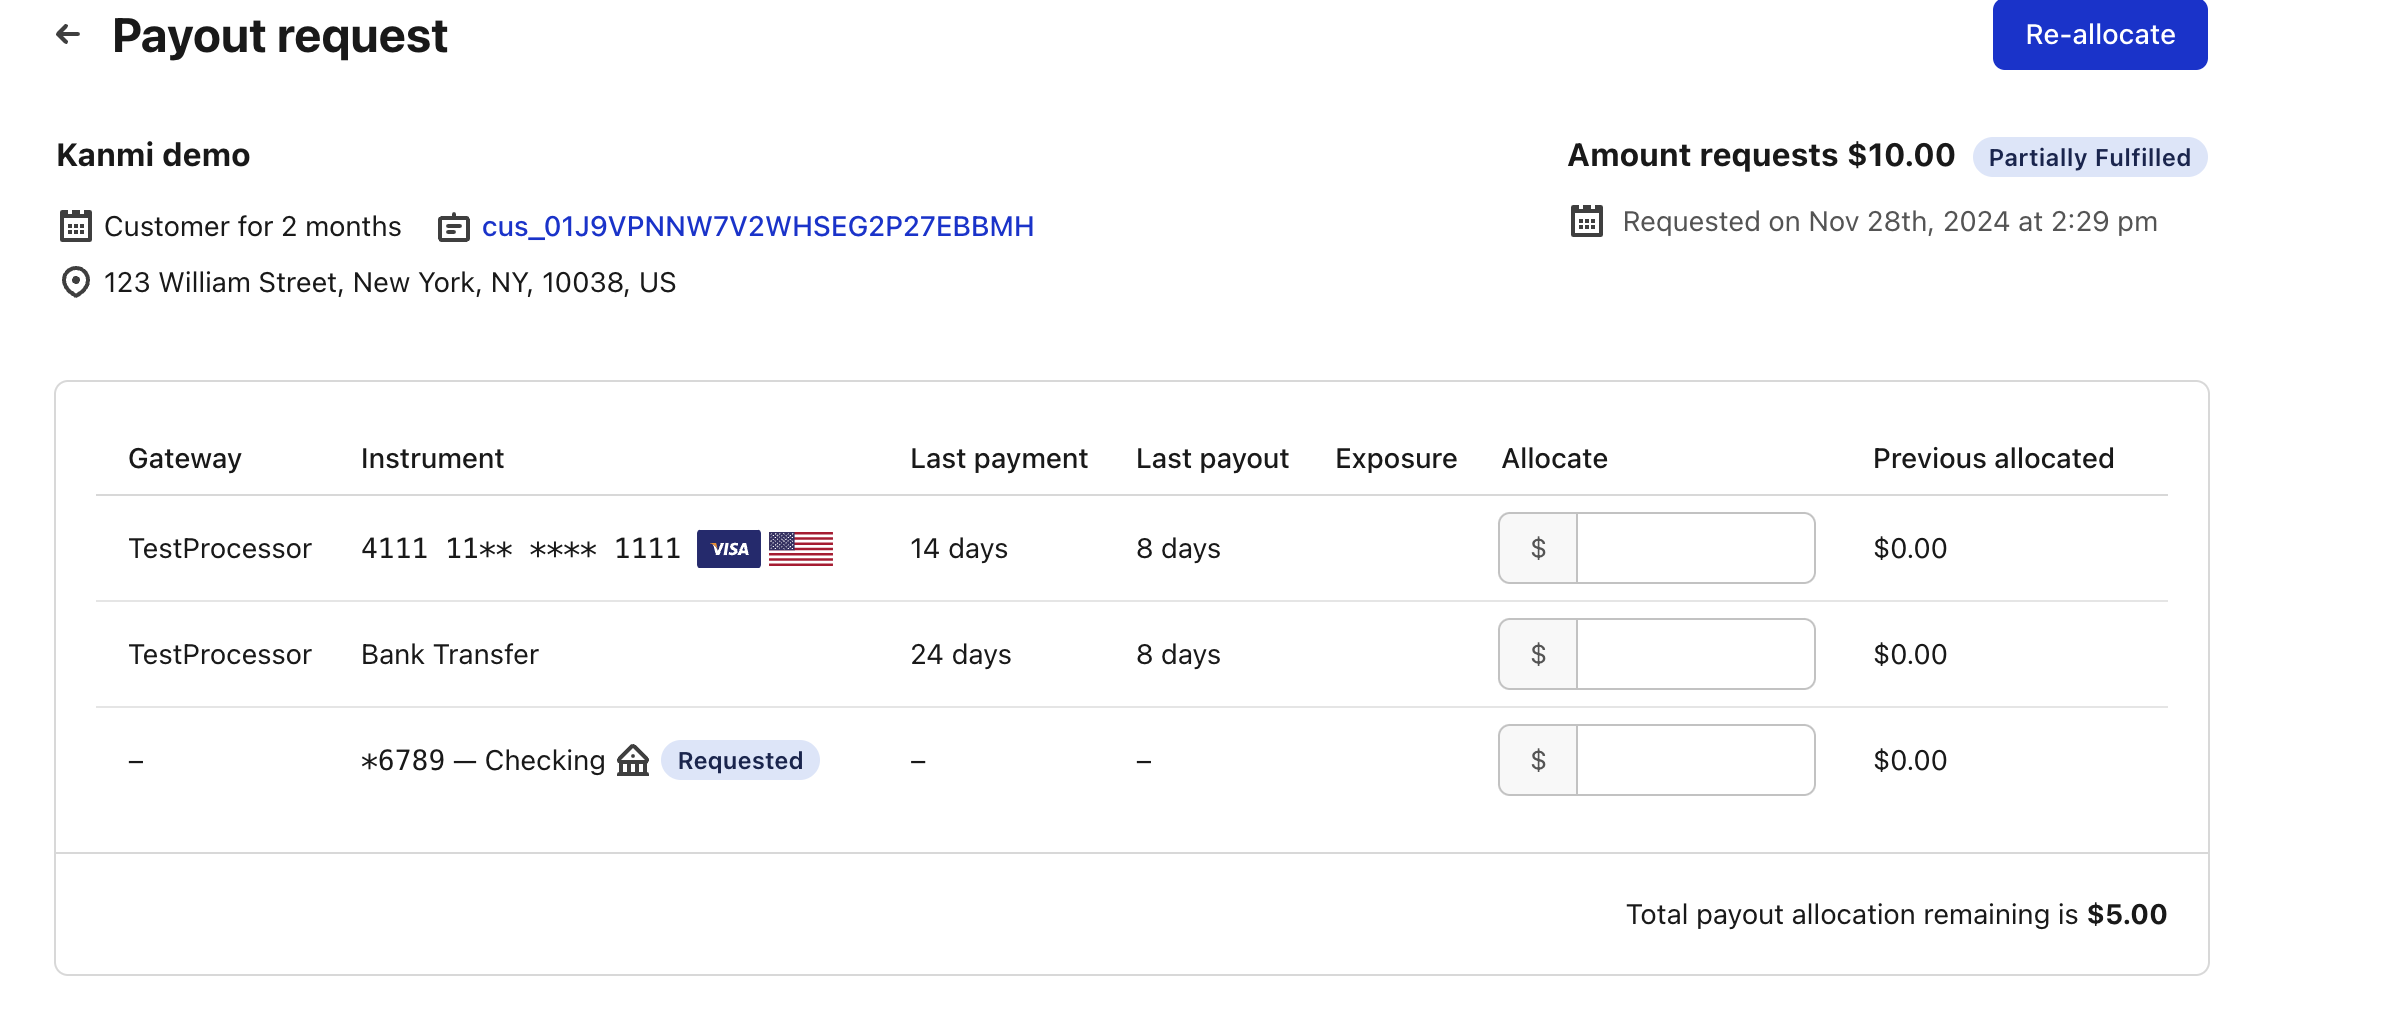 Payout request
Re-allocate
Kanmi demo
Amount requests $10.00 Partially Fulfilled
Customer for 2 months cus_01J9VPNNW7V2WHSEG2P27EBBMH
Requested on Nov 28th, 2024 at 2:29 pm
123 William Street, New York, NY, 10038, US
Gateway Instrument Last payment Last payout Exposure Allocate Previous allocated
TestProcessor 4111 11** **** 1111 VISA 14 days 8 days $ $0.00
TestProcessor Bank Transfer 24 days 8 days $ $0.00
– *6789 — Checking Requested – – $ $0.00
Total payout allocation remaining is $5.00